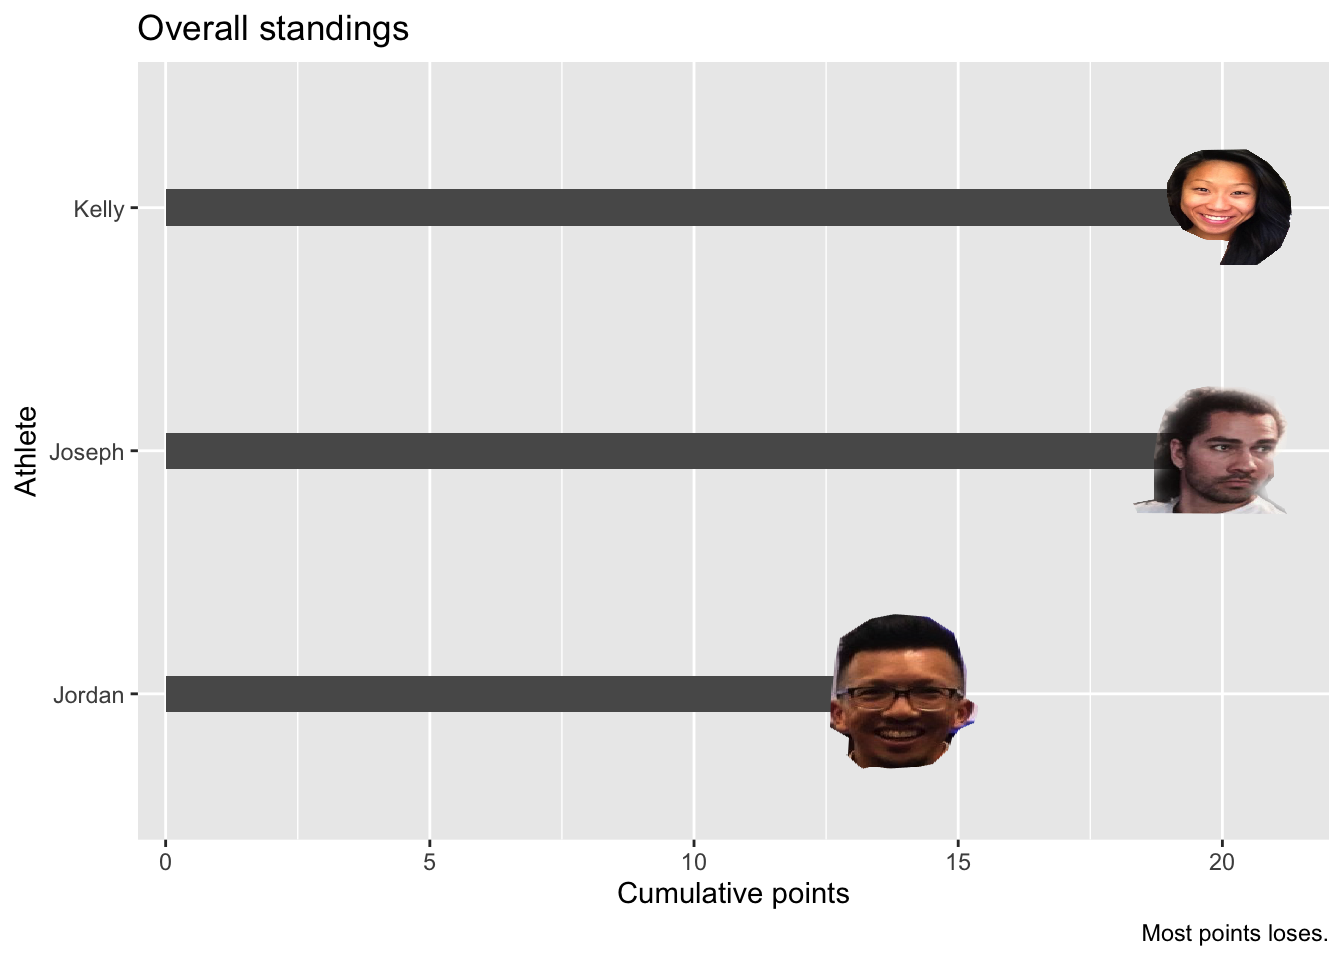 Overall standings
Kelly
Joseph
Jordan
Athlete
0 5 10 15 20
Cumulative points
Most points loses.